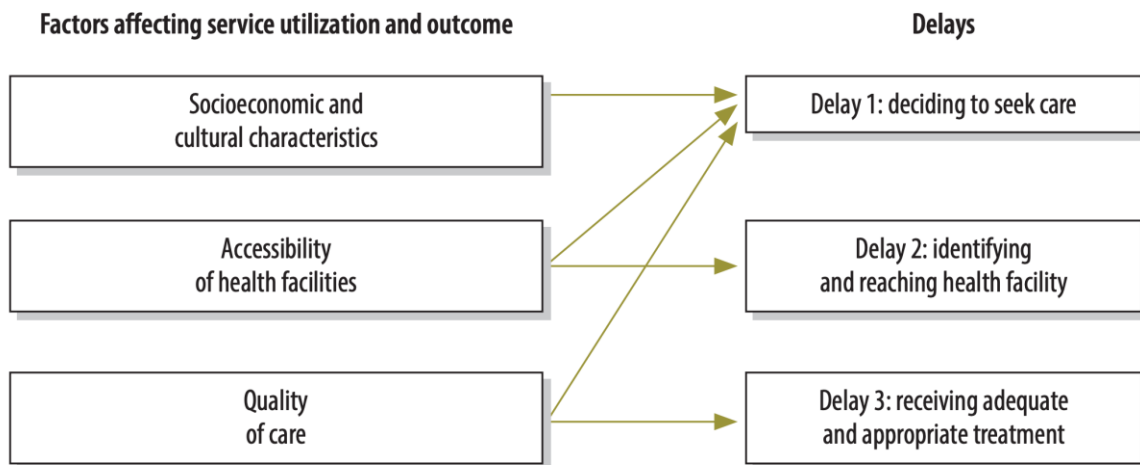 Factors affecting service utilization and outcome
Delays
Socioeconomic and
cultural characteristics
Delay 1: deciding to seek care
Accessibility
of health facilities
Delay 2: identifying
and reaching health facility
Quality
of care
Delay 3: receiving adequate
and appropriate treatment